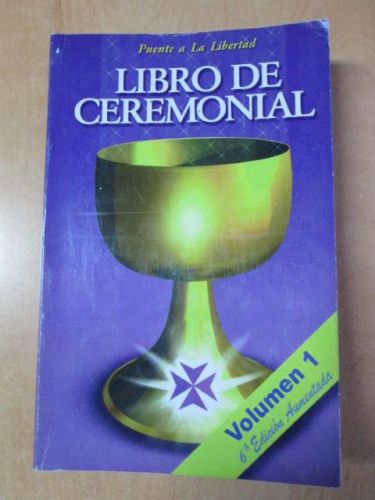 Puente a La Libertad
LIBRO DE
CEREMONIAL
Volumen 1
6ª Edición Aumentada